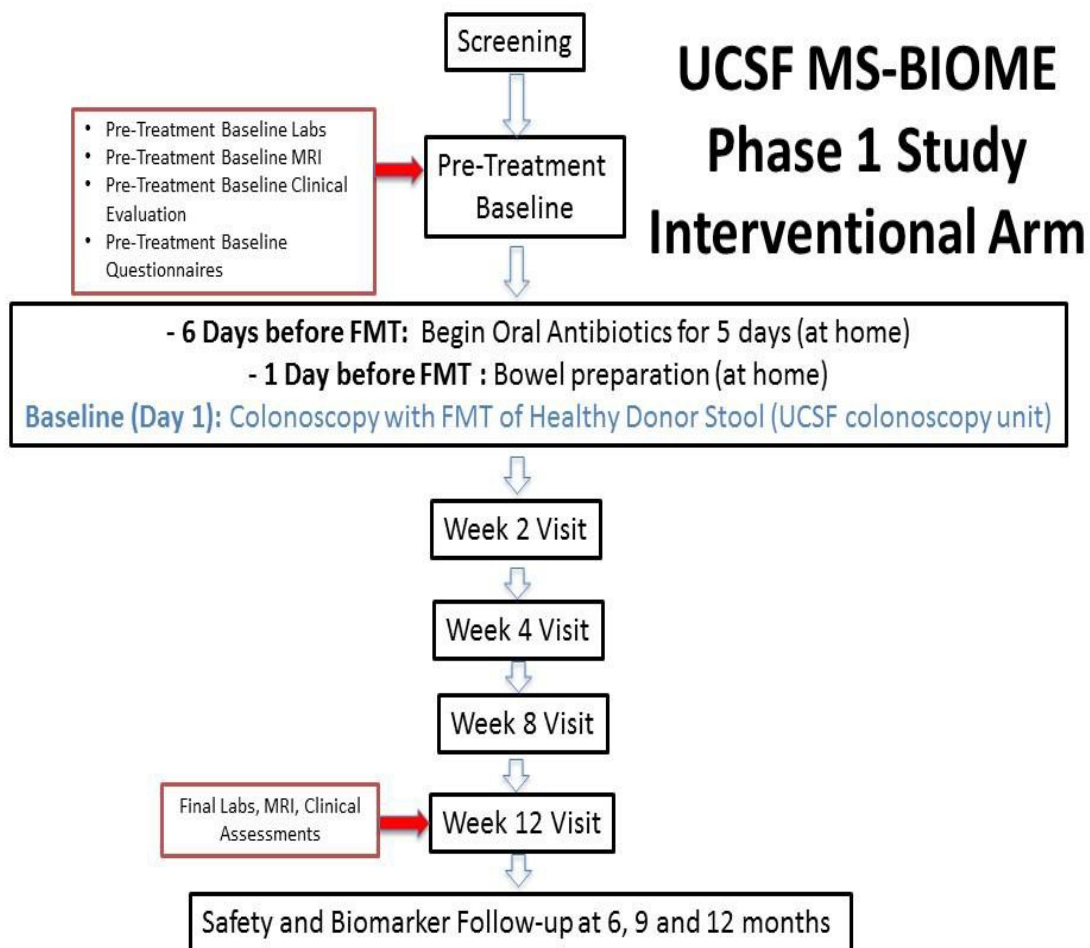 Screening
UCSF MS-BIOME
Phase 1 Study
Interventional Arm
• Pre-Treatment Baseline Labs
• Pre-Treatment Baseline MRI
• Pre-Treatment Baseline Clinical
Evaluation
• Pre-Treatment Baseline
Questionnaires
Pre-Treatment
Baseline
- 6 Days before FMT: Begin Oral Antibiotics for 5 days (at home)
- 1 Day before FMT : Bowel preparation (at home)
Baseline (Day 1): Colonoscopy with FMT of Healthy Donor Stool (UCSF colonoscopy unit)
Week 2 Visit
Week 4 Visit
Week 8 Visit
Final Labs, MRI, Clinical
Assessments
Week 12 Visit
Safety and Biomarker Follow-up at 6, 9 and 12 months